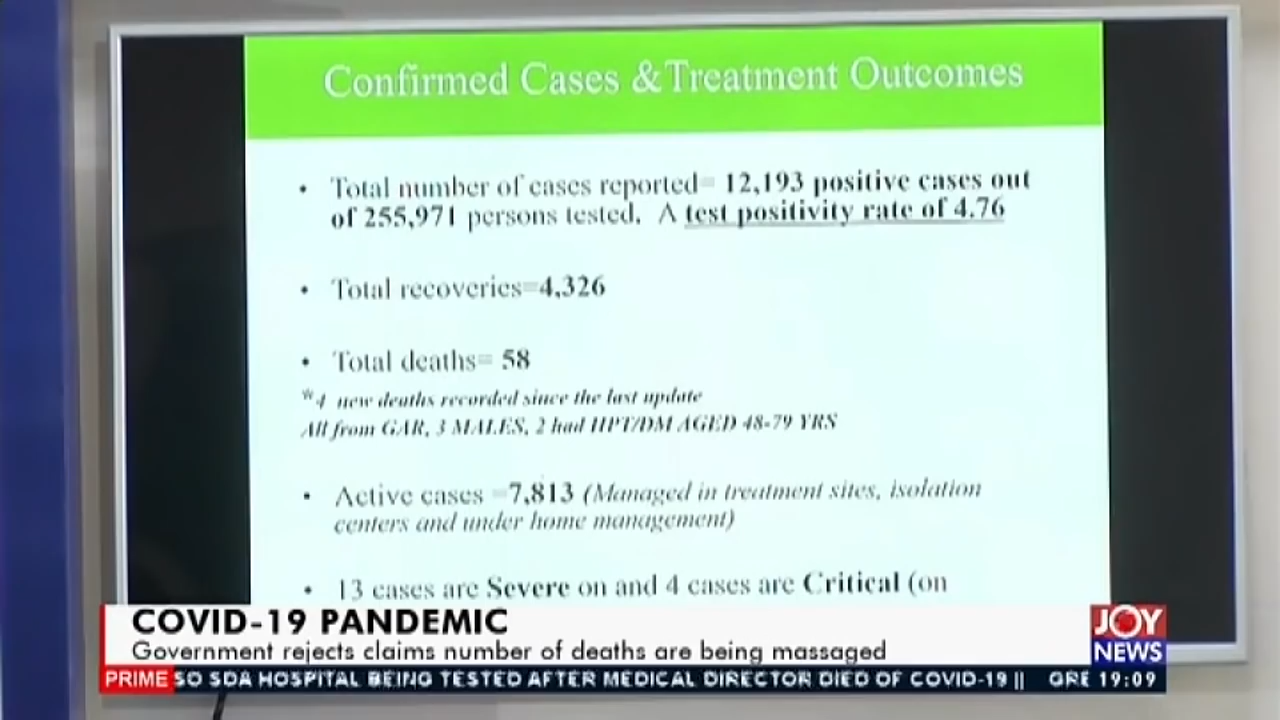 Confirmed Cases & Treatment Outcomes
• Total number of cases reported= 12,193 positive cases out
of 255,971 persons tested. A test positivity rate of 4.76
• Total recoveries=4,326
• Total deaths= 58
*4 new deaths recorded since the last update
All from GAR, 3 MALES, 2 had HPT/DM AGED 48-79 YRS
• Active cases =7,813 (Managed in treatment sites, isolation
centers and under home management)
• 13 cases are Severe on and 4 cases are Critical (on
COVID-19 PANDEMIC
Government rejects claims number of deaths are being massaged
JOY
NEWS
PRIME SO SDA HOSPITAL BEING TESTED AFTER MEDICAL DIRECTOR DIED OF COVID-19 || GRE 19:09